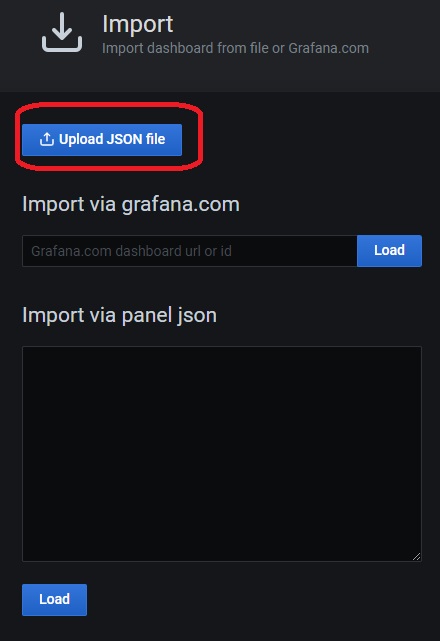 Import
Import dashboard from file or Grafana.com
Upload JSON file
Import via grafana.com
Grafana.com dashboard url or id
Load
Import via panel json
Load